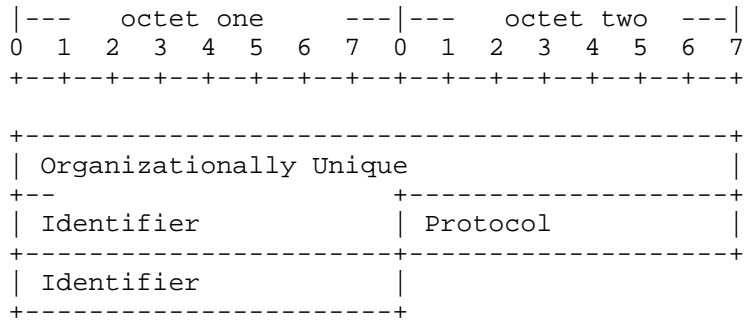 |---   octet one   ---|---   octet two  ---|
0  1  2  3  4  5  6  7  0  1  2  3  4  5  6  7
+--+--+--+--+--+--+--+--+--+--+--+--+--+--+--+
+-------------------------------------------+
| Organizationally Unique                   |
+--                     +-------------------+
| Identifier            | Protocol          |
+-----------------------+-------------------+
| Identifier            |
+-----------------------+